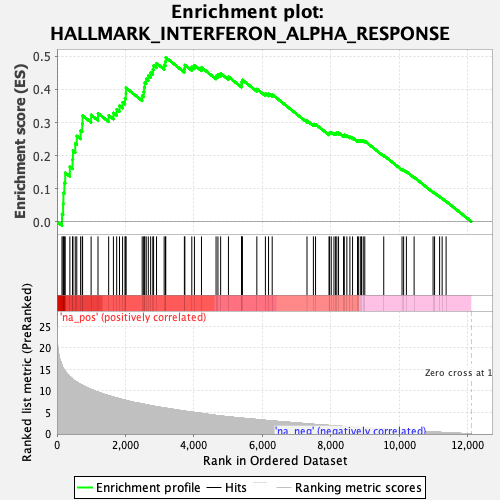 Enrichment plot:
HALLMARK_INTERFERON_ALPHA_RESPONSE
Enrichment score (ES)
0.5
0.4
0.3
0.2
0.1
0.0
'na_pos' (positively correlated)
Ranked list metric (PreRanked)
25
20
15
10
5
0
Zero cross at 1
'na_neg' (negatively correlated)
0
2,000
4,000
6,000
8,000
10,000
12,000
Rank in Ordered Dataset
Enrichment profile
Hits
Ranking metric scores